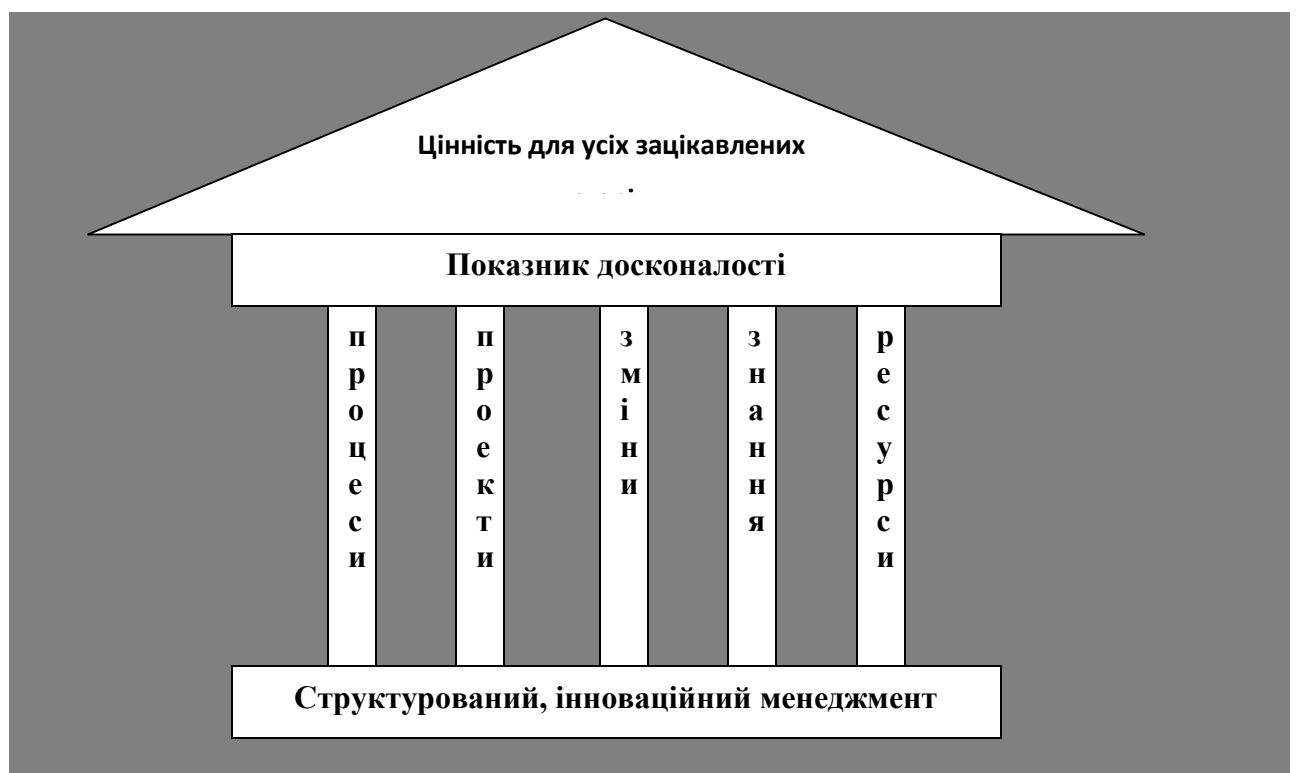 Цінність для усіх зацікавлених
Показник досконалості
процеси
проекти
зміни
знання
ресурси
Структурований, інноваційний менеджмент